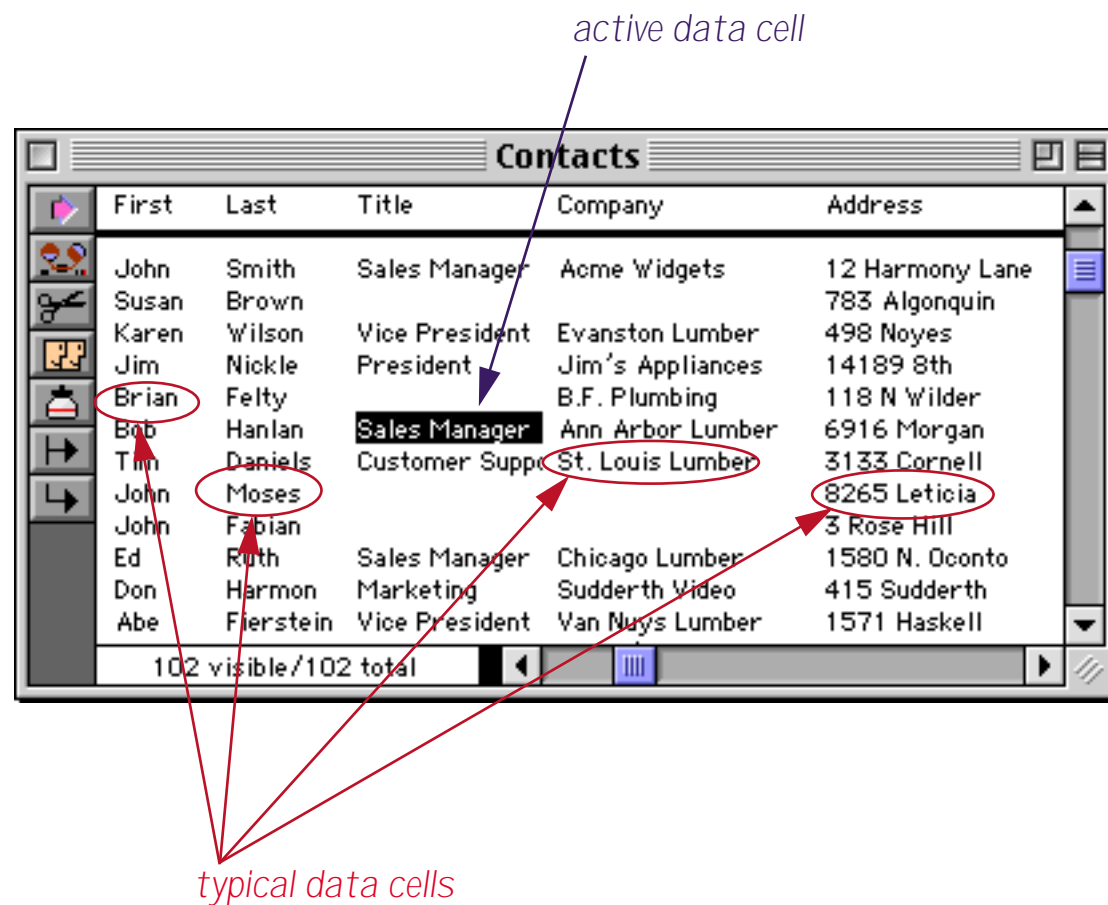 active data cell
Contacts
First Last Title Company Address
John Smith Sales Manager Acme Widgets 12 Harmony Lane
Susan Brown 783 Algonquin
Karen Wilson Vice President Evanston Lumber 498 Noyes
Jim Nickle President Jim's Appliances 14189 8th
Brian Felty B.F. Plumbing 118 N Wilder
Bob Hanlan Sales Manager Ann Arbor Lumber 6916 Morgan
Tim Daniels Customer Suppo St. Louis Lumber 3133 Cornell
John Moses 8265 Leticia
John Fabian 3 Rose Hill
Ed Ruth Sales Manager Chicago Lumber 1580 N. Oconto
Don Harmon Marketing Sudderth Video 415 Sudderth
Abe Fierstein Vice President Van Nuys Lumber 1571 Haskell
102 visible/102 total
typical data cells